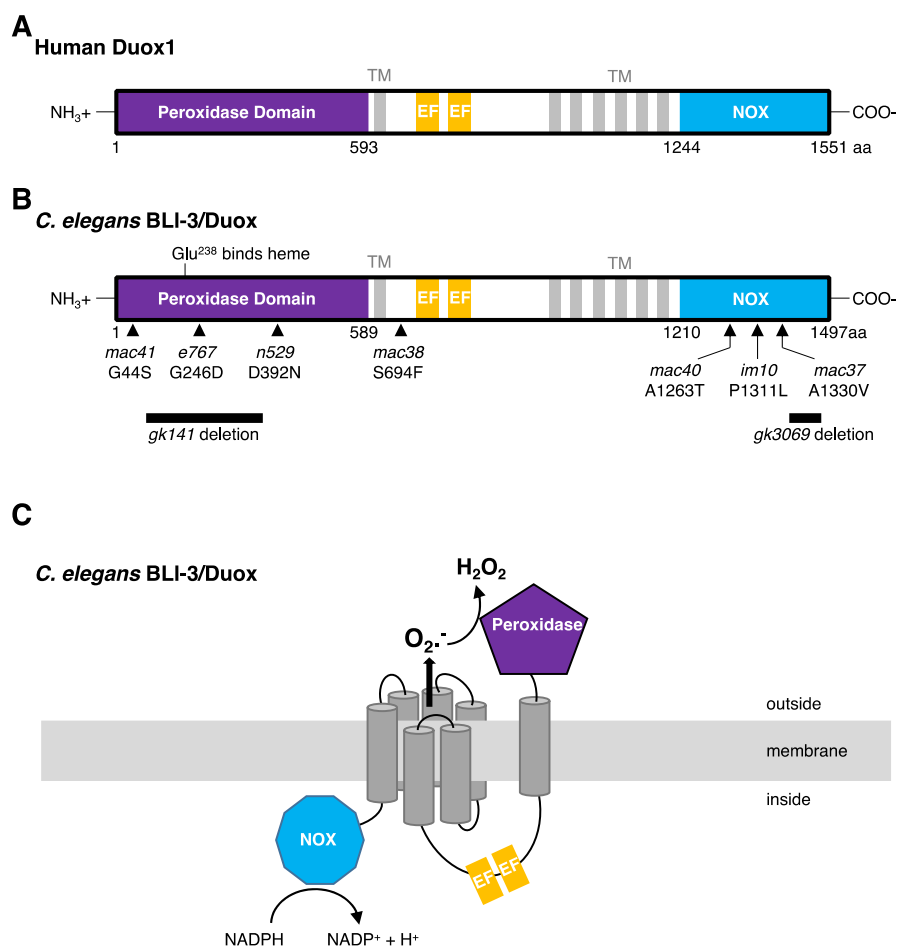 A
Human Duox1
TM TM
NH₃+ Peroxidase Domain EF EF NOX COO-
1 593 1244 1551 aa
B
C. elegans BLI-3/Duox
Glu²³⁸ binds heme TM TM
NH₃+ Peroxidase Domain EF EF NOX COO-
1 589 1210 1497aa
mac41 e767 n529 mac38 mac40 im10 mac37
G44S G246D D392N S694F A1263T P1311L A1330V
gk141 deletion gk3069 deletion
C
C. elegans BLI-3/Duox
H₂O₂
Peroxidase
O₂.⁻
outside
membrane
inside
NOX
EF EF
NADPH NADP⁺ + H⁺